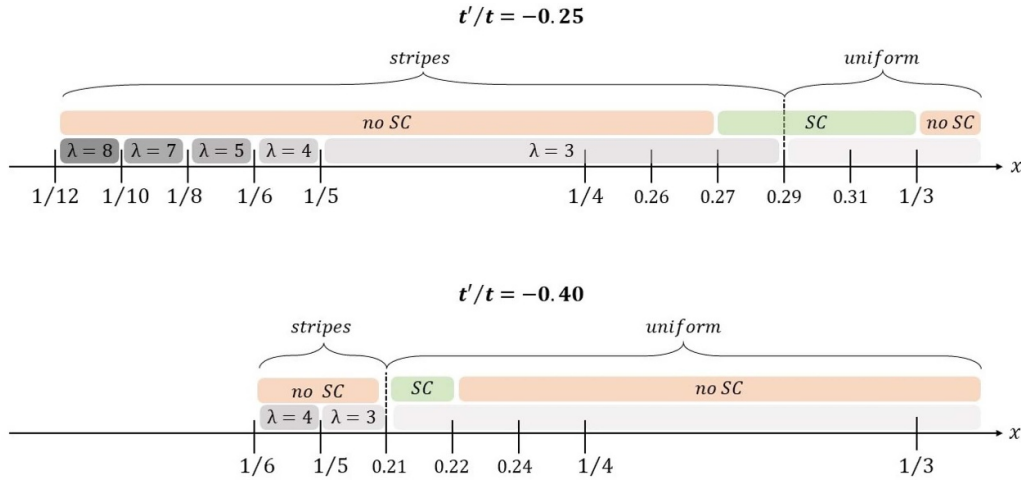 t′/t = −0.25
stripes uniform
no SC SC no SC
λ = 8 λ = 7 λ = 5 λ = 4 λ = 3
x
1/12 1/10 1/8 1/6 1/5 1/4 0.26 0.27 0.29 0.31 1/3
t′/t = −0.40
stripes uniform
no SC SC no SC
λ = 4 λ = 3
x
1/6 1/5 0.21 0.22 0.24 1/4 1/3